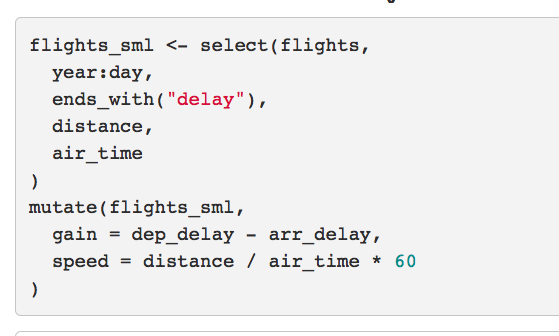 flights_sml <- select(flights,
  year:day,
  ends_with("delay"),
  distance,
  air_time
)
mutate(flights_sml,
  gain = dep_delay - arr_delay,
  speed = distance / air_time * 60
)